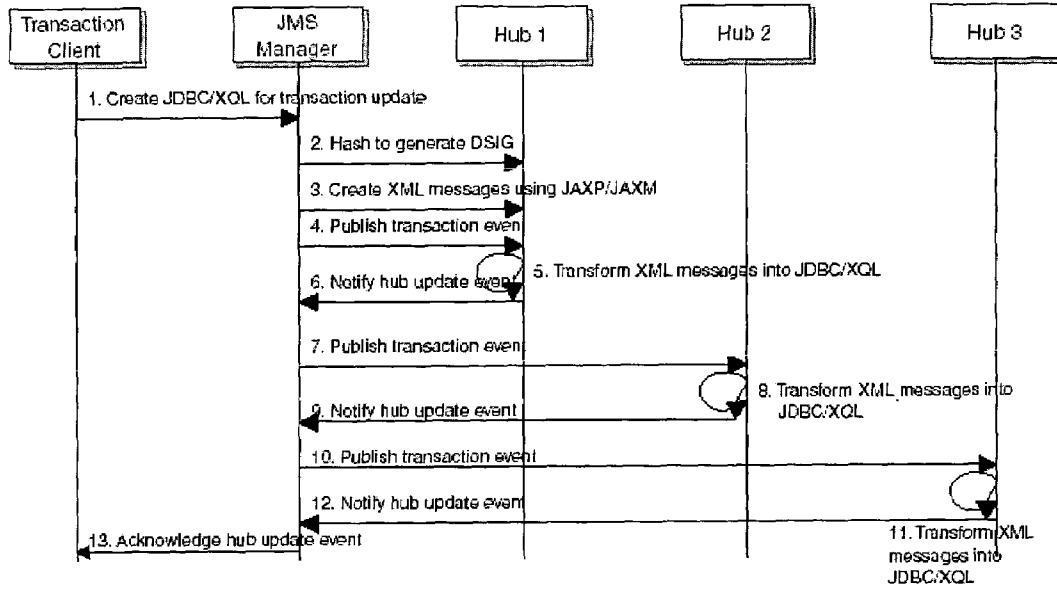 Transaction
Client
JMS
Manager
Hub 1
Hub 2
Hub 3
1. Create JDBC/XQL for transaction update
2. Hash to generate DSIG
3. Create XML messages using JAXP/JAXM
4. Publish transaction event
5. Transform XML messages into JDBC/XQL
6. Notify hub update event
7. Publish transaction event
8. Transform XML messages into
JDBC/XQL
9. Notify hub update event
10. Publish transaction event
12. Notify hub update event
11. Transform XML
messages into
JDBC/XQL
13. Acknowledge hub update event